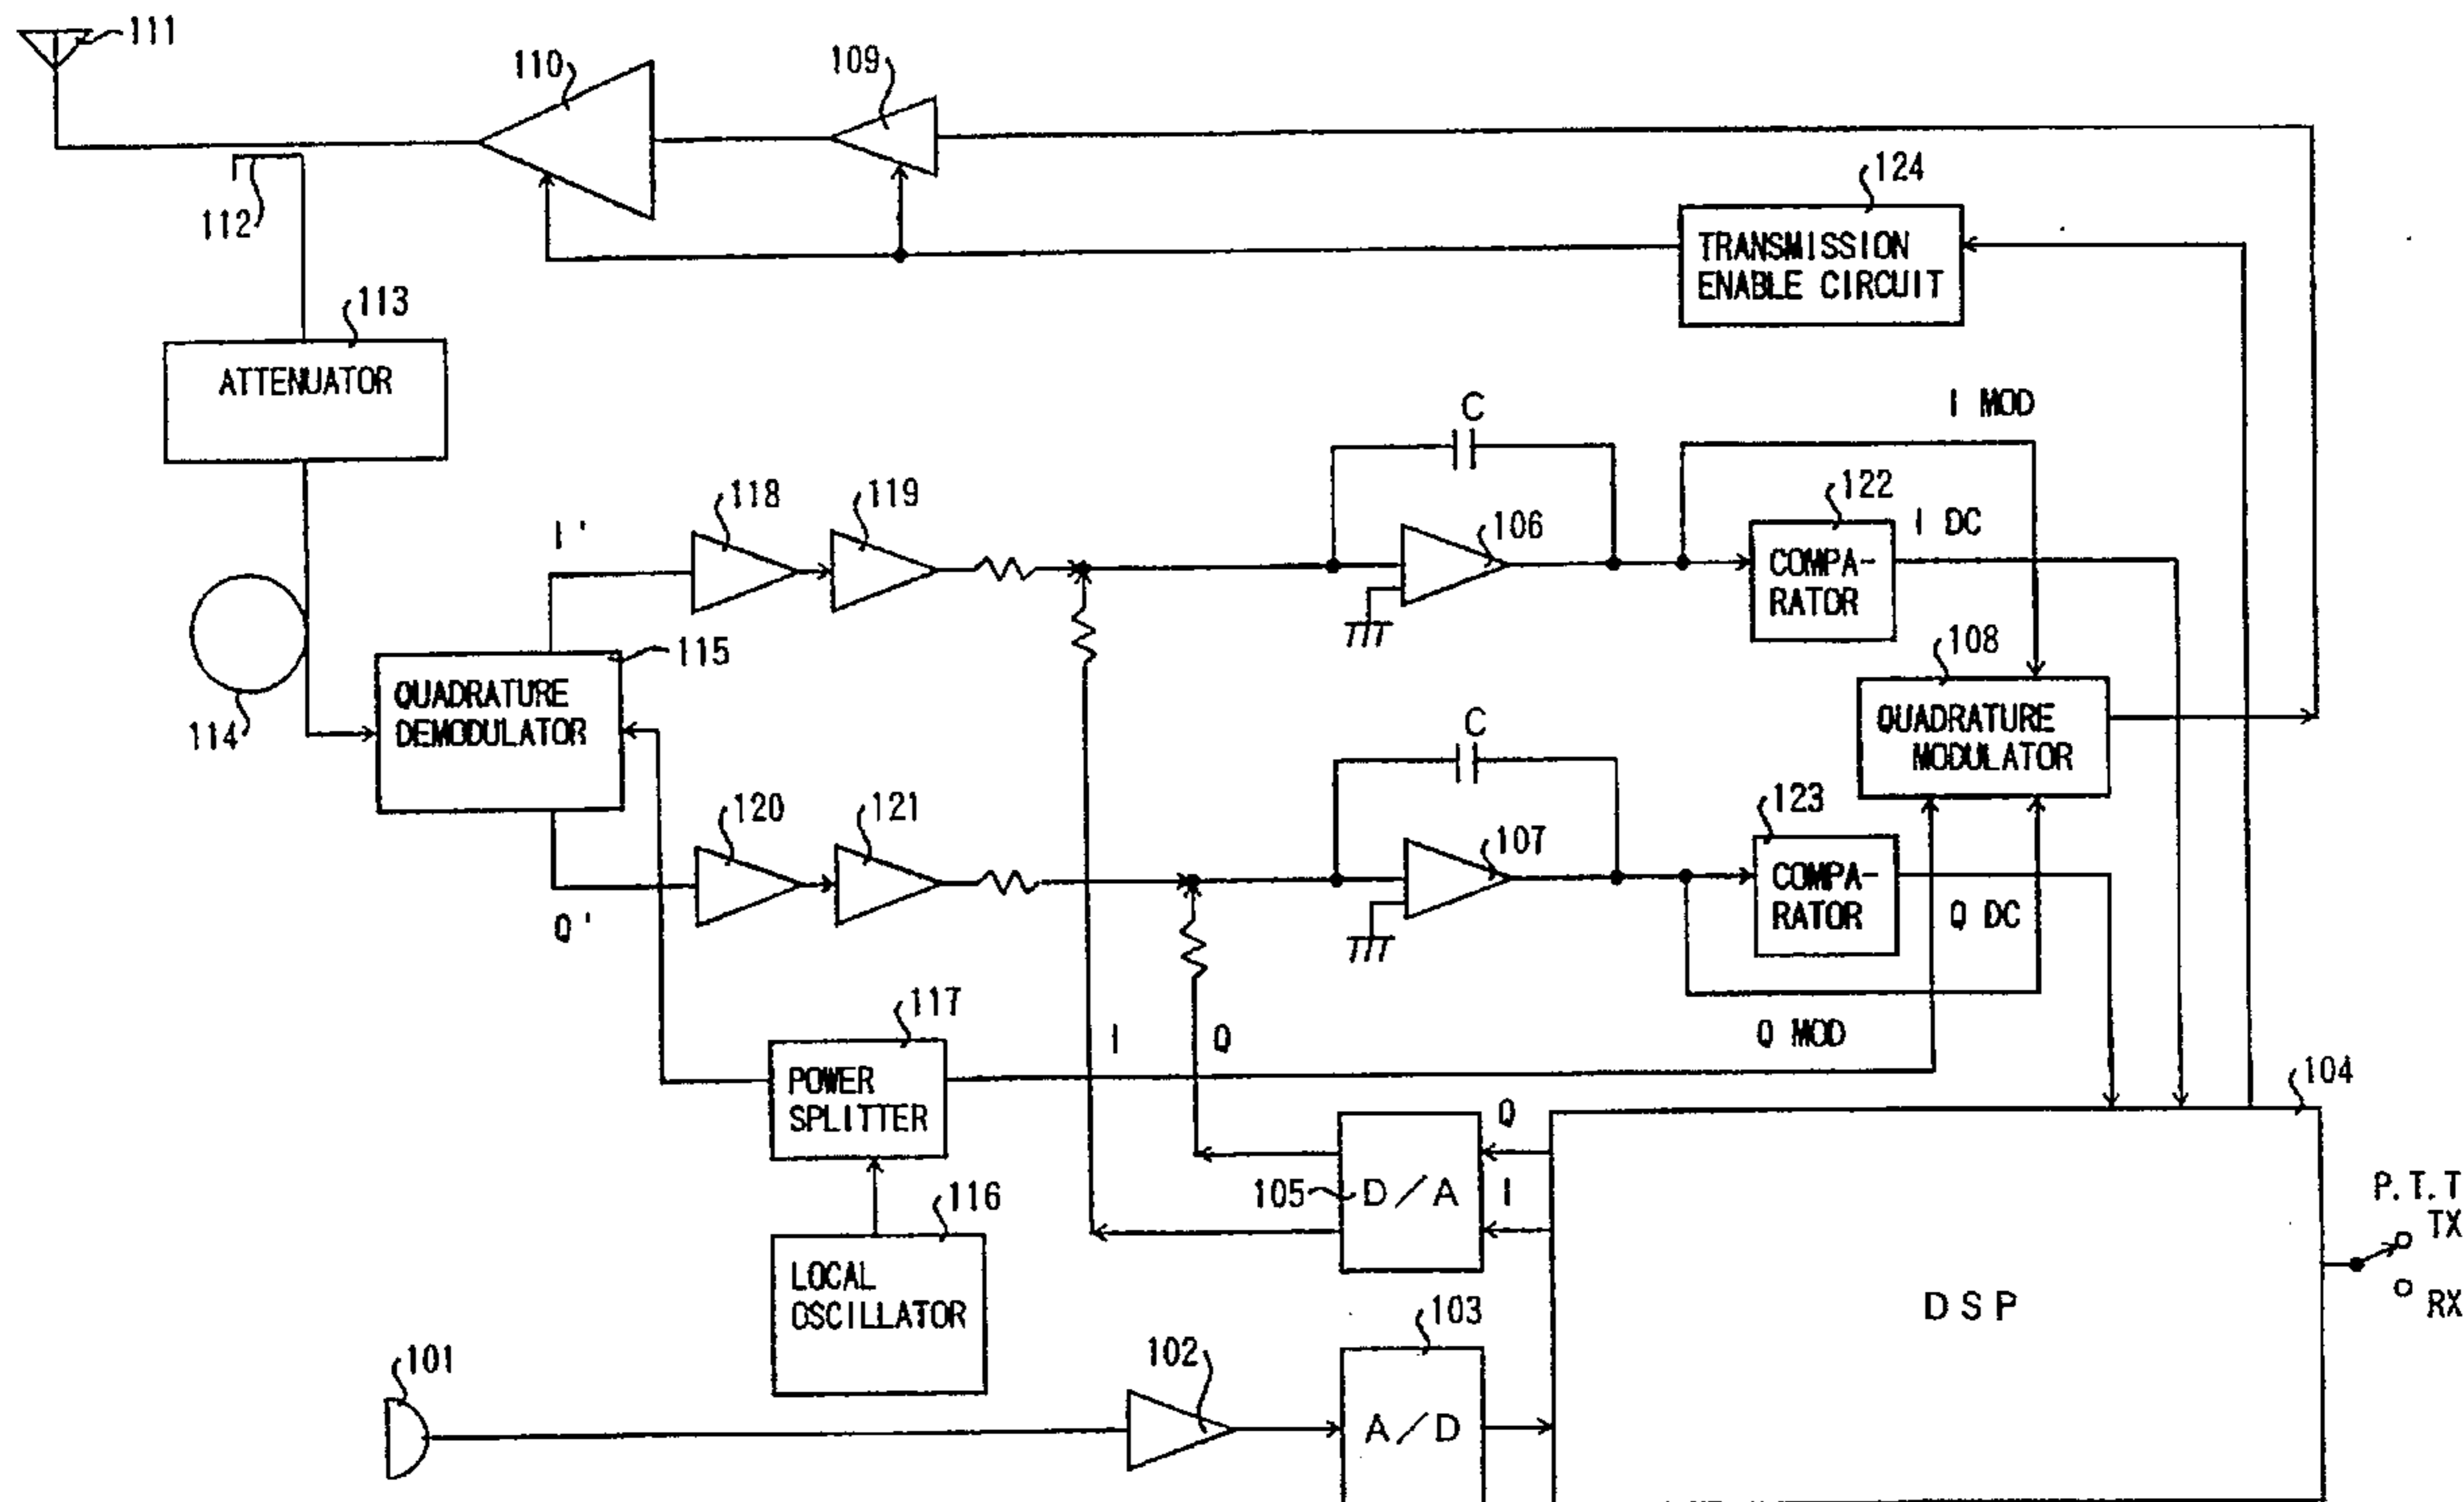 111
110
109
124
112
TRANSMISSION
ENABLE CIRCUIT
113
ATTENUATOR
C
I MOD
118
119
122
I'
106
I DC
COMPA-
RATOR
115
108
QUADRATURE
DEMODULATOR
114
C
QUADRATURE
MODULATOR
120
121
123
107
COMPA-
RATOR
Q'
Q DC
117
I
Q
Q MOD
POWER
SPLITTER
104
Q
105
D/A
I
P.T.T
TX
116
LOCAL
OSCILLATOR
RX
103
DSP
101
102
A/D